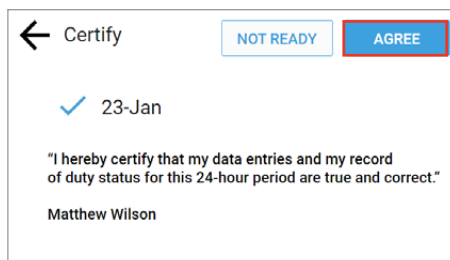 Certify
NOT READY
AGREE
23-Jan
“I hereby certify that my data entries and my record
of duty status for this 24-hour period are true and correct.”
Matthew Wilson